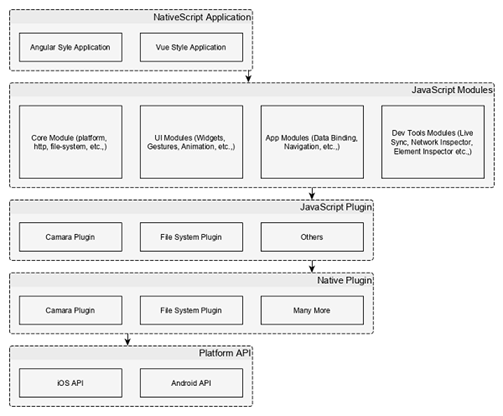 NativeScript Application
Angular Syle Application
Vue Style Application
JavaScript Modules
Core Module (platform,
http, file-system, etc.,)
UI Modules (Widgets,
Gestures, Animation, etc.,)
App Modules (Data Binding,
Navigation, etc.,)
Dev Tools Modules (Live
Sync, Network Inspector,
Element Inspector etc.,)
JavaScript Plugin
Camara Plugin
File System Plugin
Others
Native Plugin
Camara Plugin
File System Plugin
Many More
Platform API
iOS API
Android API